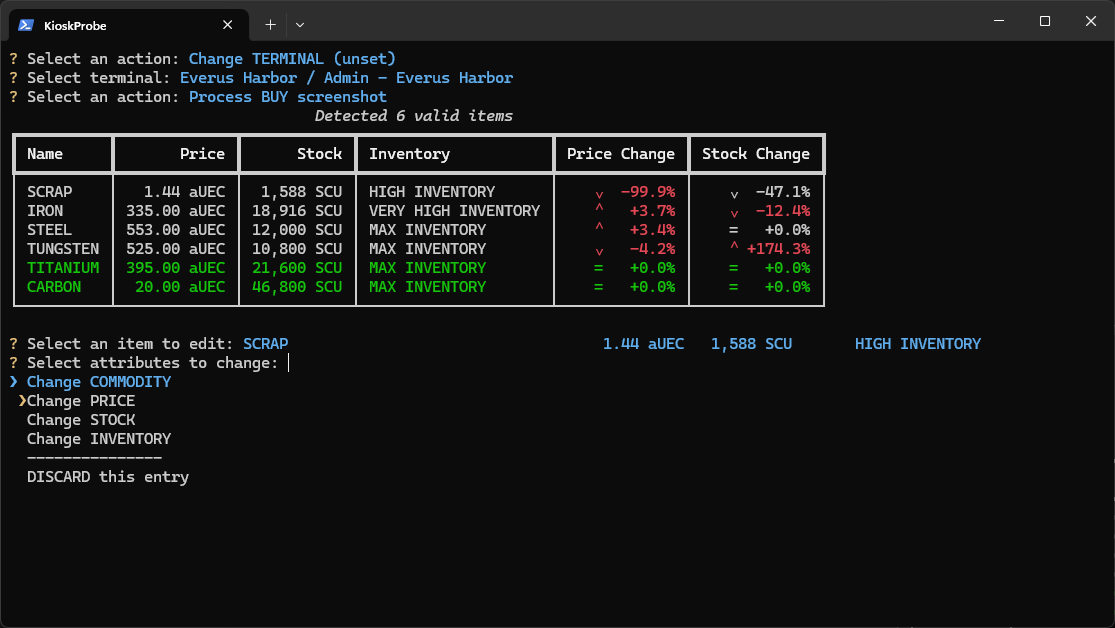 KioskProbe
? Select an action: Change TERMINAL (unset)
? Select terminal: Everus Harbor / Admin - Everus Harbor
? Select an action: Process BUY screenshot
Detected 6 valid items
Name Price Stock Inventory Price Change Stock Change
SCRAP 1.44 aUEC 1,588 SCU HIGH INVENTORY v -99.9% v -47.1%
IRON 335.00 aUEC 18,916 SCU VERY HIGH INVENTORY ^ +3.7% v -12.4%
STEEL 553.00 aUEC 12,000 SCU MAX INVENTORY ^ +3.4% = +0.0%
TUNGSTEN 525.00 aUEC 10,800 SCU MAX INVENTORY v -4.2% ^ +174.3%
TITANIUM 395.00 aUEC 21,600 SCU MAX INVENTORY = +0.0% = +0.0%
CARBON 20.00 aUEC 46,800 SCU MAX INVENTORY = +0.0% = +0.0%
? Select an item to edit: SCRAP 1.44 aUEC 1,588 SCU HIGH INVENTORY
? Select attributes to change:
❯ Change COMMODITY
❯Change PRICE
Change STOCK
Change INVENTORY
---------------
DISCARD this entry